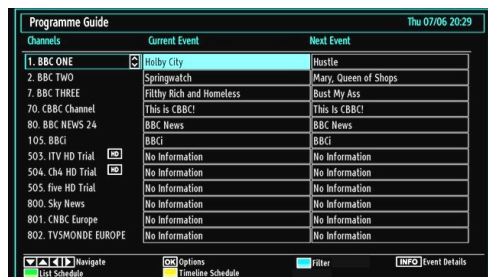 Programme Guide Thu 07/06 20:29
Channels Current Event Next Event
1. BBC ONE Holby City Hustle
2. BBC TWO Springwatch Mary, Queen of Shops
7. BBC THREE Filthy Rich and Homeless Bust My Ass
70. CBBC Channel This is CBBC! This Is CBBC!
80. BBC NEWS 24 BBC News BBC News
105. BBCi BBCi BBCi
503. ITV HD Trial HD No Information No Information
504. Ch4 HD Trial HD No Information No Information
505. five HD Trial No Information No Information
800. Sky News No Information No Information
801. CNBC Europe No Information No Information
802. TV5MONDE EUROPE No Information No Information
Navigate OK Options Filter INFO Event Details
List Schedule Timeline Schedule